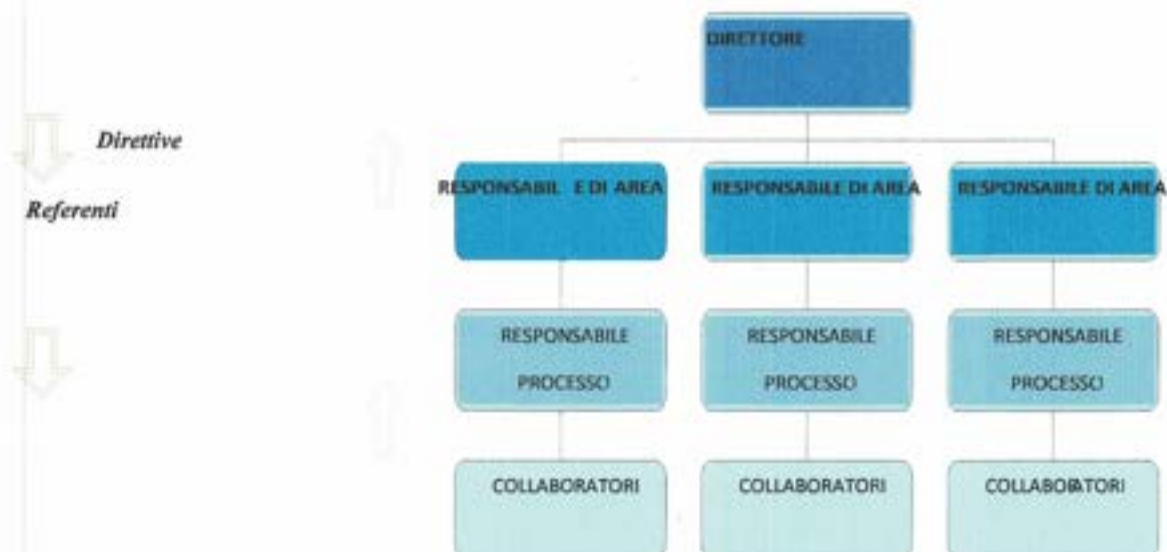 DIRETTORE
Direttive
RESPONSABIL E DI AREA
RESPONSABILE DI AREA
RESPONSABILE DI AREA
Referenti
RESPONSABILE
PROCESSO
RESPONSABILE
PROCESSO
RESPONSABILE
PROCESSO
COLLABORATORI
COLLABORATORI
COLLABORATORI